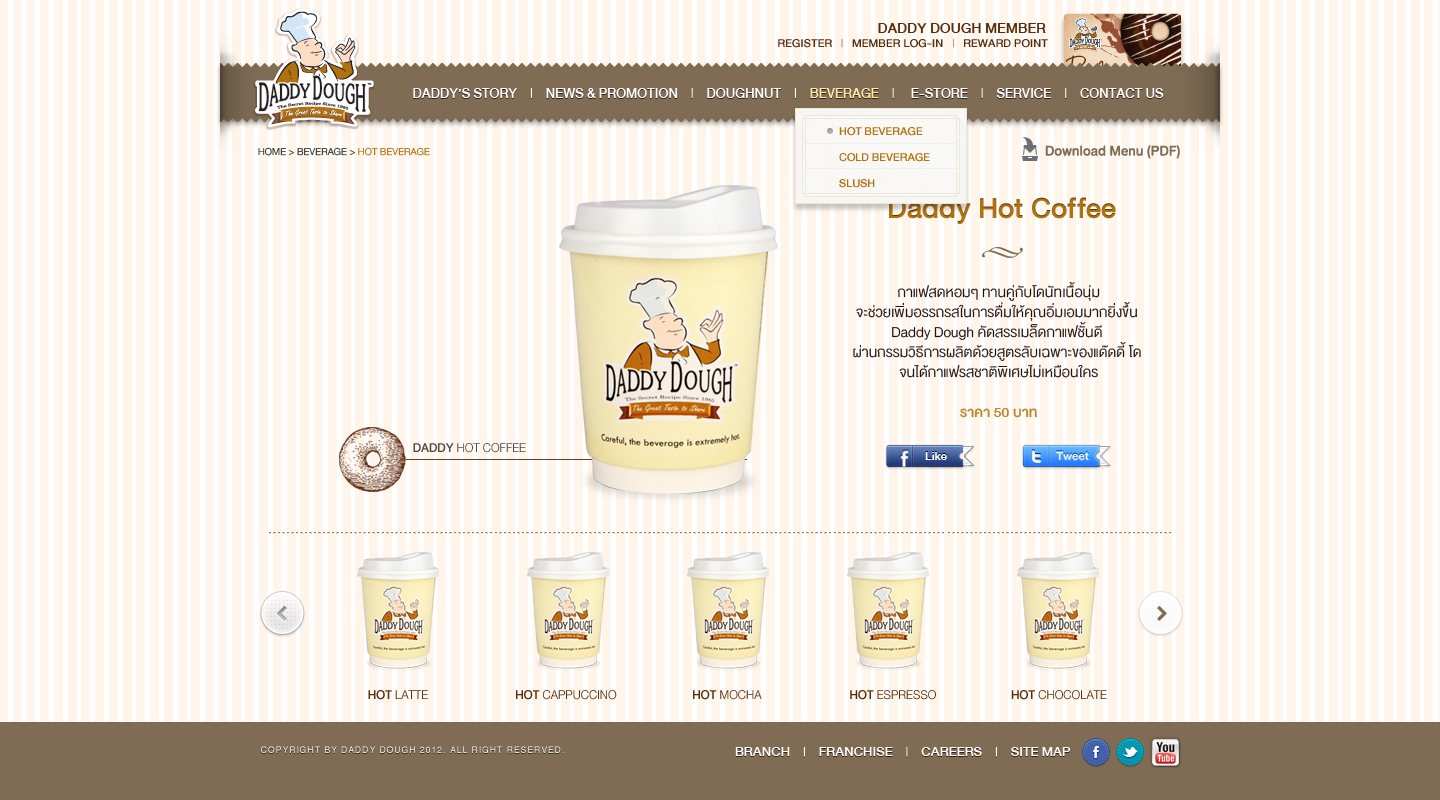 DADDY DOUGH MEMBER
REGISTER | MEMBER LOG-IN | REWARD POINT
DADDY DOUGH
The Secret Recipe Since 1985
The Great Taste to Share
DADDY'S STORY | NEWS & PROMOTION | DOUGHNUT | BEVERAGE | E-STORE | SERVICE | CONTACT US
HOT BEVERAGE
COLD BEVERAGE
SLUSH
HOME > BEVERAGE > HOT BEVERAGE
Download Menu (PDF)
Daddy Hot Coffee
กาแฟสดหอมๆ ทานคู่กับโดนัทเนื้อนุ่ม
จะช่วยเพิ่มอรรถรสในการดื่มให้คุณอิ่มเอมมากยิ่งขึ้น
Daddy Dough คัดสรรเมล็ดกาแฟชั้นดี
ผ่านกรรมวิธีการผลิตด้วยสูตรลับเฉพาะของแด๊ดดี้ โด
จนได้กาแฟรสชาติพิเศษไม่เหมือนใคร
ราคา 50 บาท
Like
Tweet
DADDY DOUGH
The Secret Recipe Since 1985
The Great Taste to Share
Careful, the beverage is extremely hot.
DADDY HOT COFFEE
DADDY DOUGH
DADDY DOUGH
DADDY DOUGH
DADDY DOUGH
DADDY DOUGH
HOT LATTE
HOT CAPPUCCINO
HOT MOCHA
HOT ESPRESSO
HOT CHOCOLATE
COPYRIGHT BY DADDY DOUGH 2012. ALL RIGHT RESERVED.
BRANCH | FRANCHISE | CAREERS | SITE MAP
You Tube